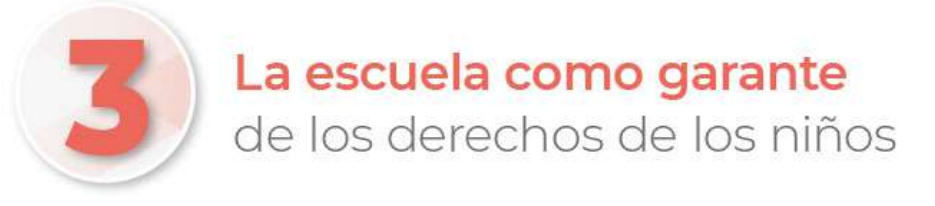 3
La escuela como garante
de los derechos de los niños